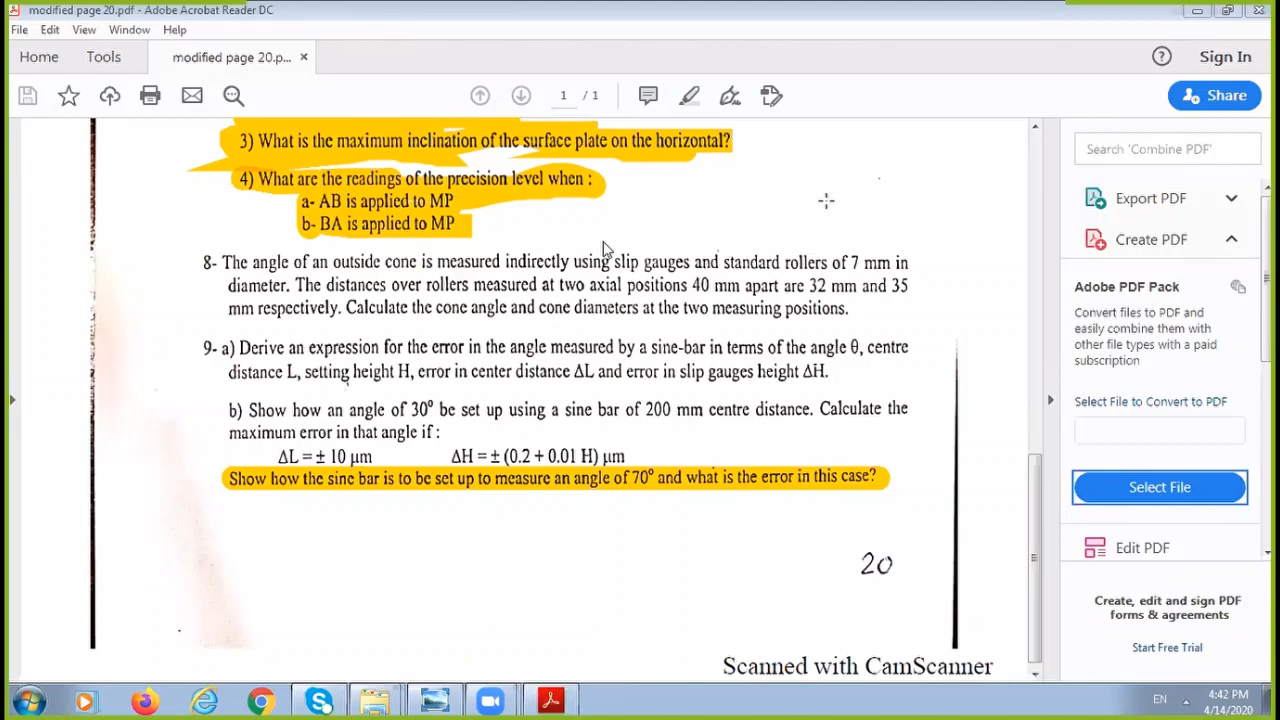 modified page 20.pdf - Adobe Acrobat Reader DC
File Edit View Window Help
Home Tools modified page 20.p... ×
Sign In
1 / 1
Share
3) What is the maximum inclination of the surface plate on the horizontal?
4) What are the readings of the precision level when :
a- AB is applied to MP
b- BA is applied to MP
8- The angle of an outside cone is measured indirectly using slip gauges and standard rollers of 7 mm in
diameter. The distances over rollers measured at two axial positions 40 mm apart are 32 mm and 35
mm respectively. Calculate the cone angle and cone diameters at the two measuring positions.
9- a) Derive an expression for the error in the angle measured by a sine-bar in terms of the angle θ, centre
distance L, setting height H, error in center distance ΔL and error in slip gauges height ΔH.
b) Show how an angle of 30° be set up using a sine bar of 200 mm centre distance. Calculate the
maximum error in that angle if :
ΔL = ± 10 µm ΔH = ± (0.2 + 0.01 H) µm
Show how the sine bar is to be set up to measure an angle of 70° and what is the error in this case?
20
Scanned with CamScanner
Search 'Combine PDF'
Export PDF
Create PDF
Adobe PDF Pack
Convert files to PDF and
easily combine them with
other file types with a paid
subscription
Select File to Convert to PDF
Select File
Edit PDF
Create, edit and sign PDF
forms & agreements
Start Free Trial
EN
4:42 PM
4/14/2020